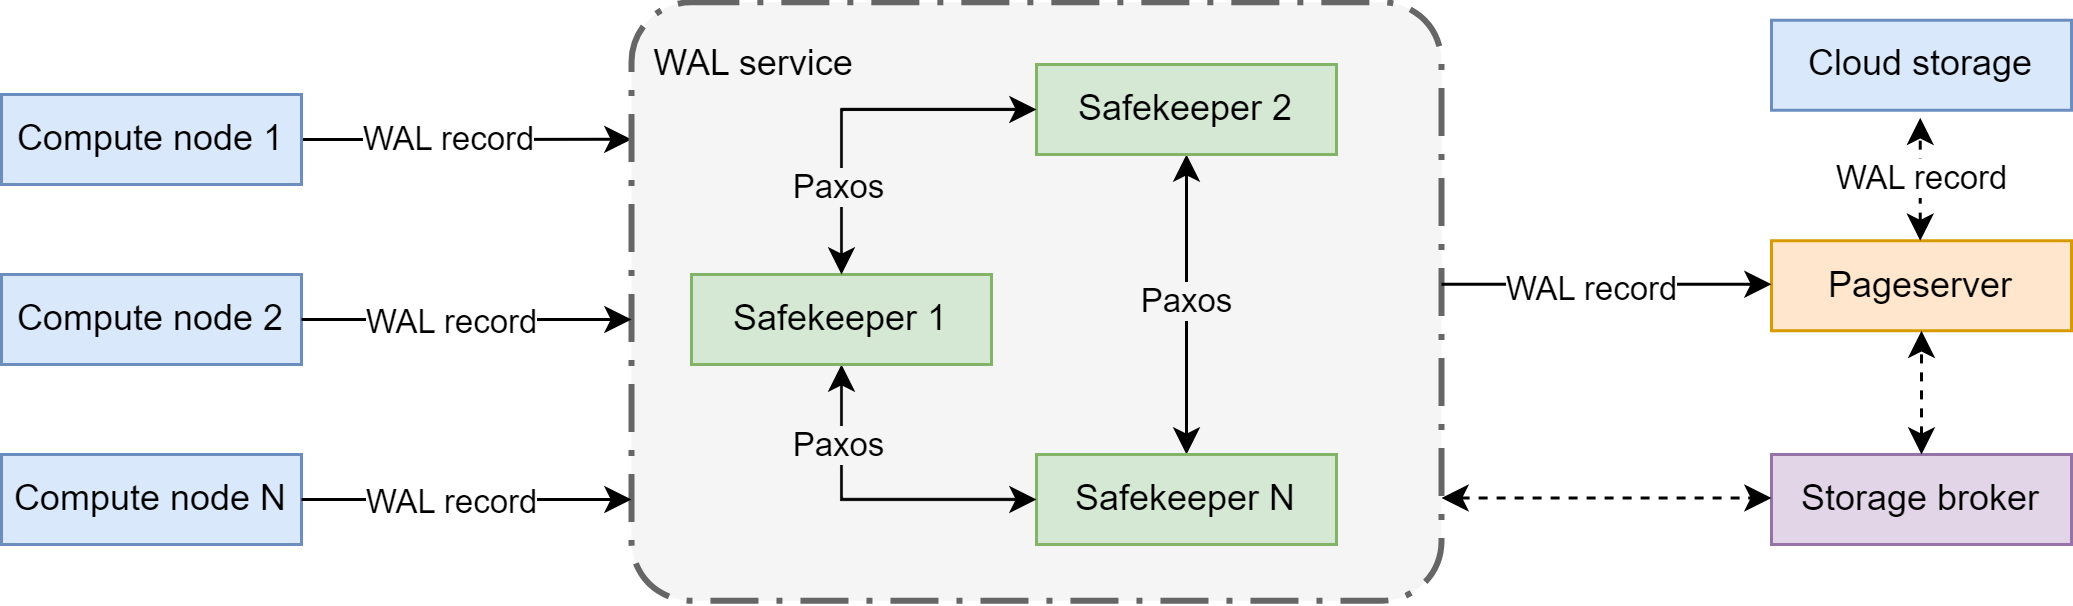 WAL service
Compute node 1
WAL record
Compute node 2
WAL record
Compute node N
WAL record
Safekeeper 2
Paxos
Safekeeper 1
Paxos
Paxos
Safekeeper N
WAL record
Cloud storage
WAL record
Pageserver
Storage broker